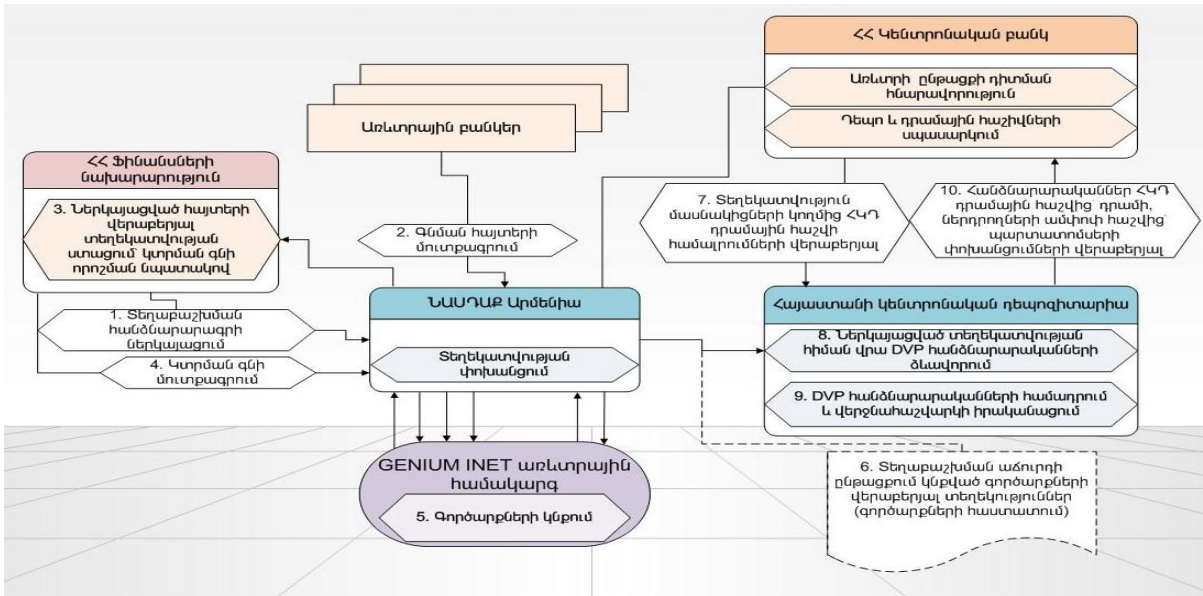 ՀՀ Կենտրոնական բանկ
Առևտրի ընթացքի դիտման
հնարավորություն
Դեպո և դրամային հաշիվների
սպասարկում
Առևտրային բանկեր
ՀՀ Ֆինանսների
նախարարություն
3. Ներկայացված հայտերի
վերաբերյալ
տեղեկատվության
ստացում՝ կտրման գնի
որոշման նպատակով
2. Գնման հայտերի
մուտքագրում
7. Տեղեկատվություն
մասնակիցների կողմից ՀԿԴ
դրամային հաշվի
համալրումների վերաբերյալ
10. Հանձնարարականներ ՀԿԴ
դրամային հաշվից՝ դրամի,
ներդրողների ամփոփ հաշվից՝
պարտատոմսերի
փոխանցումների վերաբերյալ
1. Տեղաբաշխման
հանձնարարագրի
ներկայացում
4. Կտրման գնի
մուտքագրում
ՆԱՍԴԱՔ Արմենիա
Տեղեկատվության
փոխանցում
Հայաստանի կենտրոնական դեպոզիտարիա
8. Ներկայացված տեղեկատվության
հիման վրա DVP հանձնարարականների
ձևավորում
9. DVP հանձնարարականների համադրում
և վերջնահաշվարկի իրականացում
GENIUM INET առևտրային
համակարգ
5. Գործարքների կնքում
6. Տեղաբաշխման աճուրդի
ընթացքում կնքված գործարքների
վերաբերյալ տեղեկություններ
(գործարքների հաստատում)